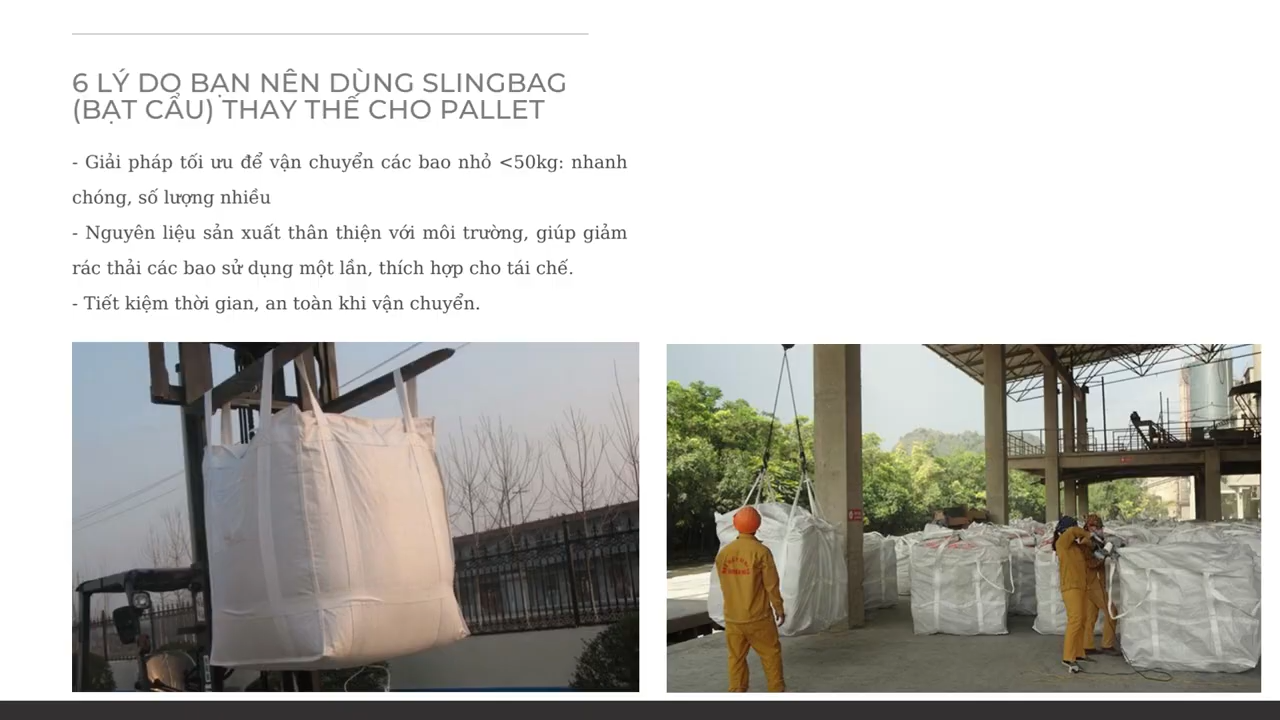 6 LÝ DO BẠN NÊN DÙNG SLINGBAG
(BẠT CẨU) THAY THẾ CHO PALLET
- Giải pháp tối ưu để vận chuyển các bao nhỏ <50kg: nhanh
chóng, số lượng nhiều
- Nguyên liệu sản xuất thân thiện với môi trường, giúp giảm
rác thải các bao sử dụng một lần, thích hợp cho tái chế.
- Tiết kiệm thời gian, an toàn khi vận chuyển.